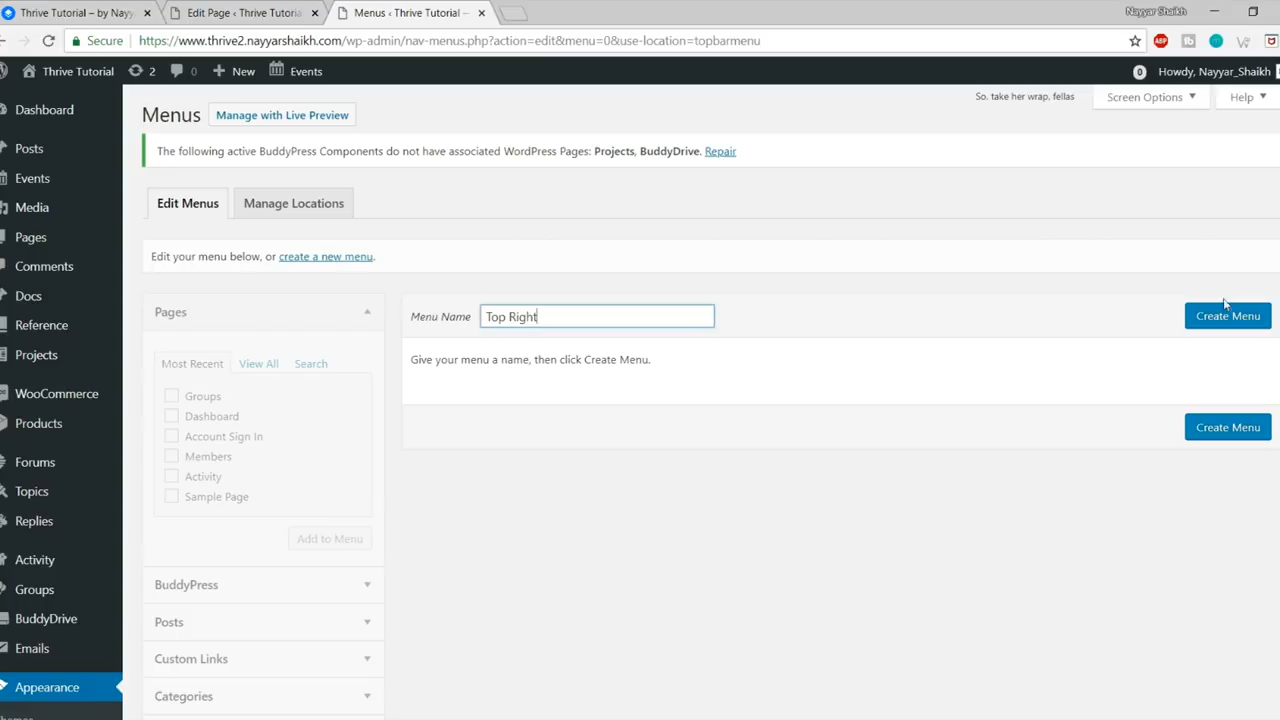 Thrive Tutorial – by Nayy
Edit Page ‹ Thrive Tutoria
Menus ‹ Thrive Tutorial –
Nayyar Shaikh
Secure
https://www.thrive2.nayyarshaikh.com/wp-admin/nav-menus.php?action=edit&menu=0&use-location=topbarmenu
ABP
Thrive Tutorial
2
0
New
Events
0
Howdy, Nayyar_Shaikh
Dashboard
Posts
Events
Media
Pages
Comments
Docs
Reference
Projects
WooCommerce
Products
Forums
Topics
Replies
Activity
Groups
BuddyDrive
Emails
Appearance
So. take her wrap, fellas
Screen Options
Help
Menus
Manage with Live Preview
The following active BuddyPress Components do not have associated WordPress Pages: Projects, BuddyDrive. Repair
Edit Menus
Manage Locations
Edit your menu below, or create a new menu.
Pages
Most Recent
View All
Search
Groups
Dashboard
Account Sign In
Members
Activity
Sample Page
Add to Menu
BuddyPress
Posts
Custom Links
Categories
Menu Name
Top Right
Create Menu
Give your menu a name, then click Create Menu.
Create Menu